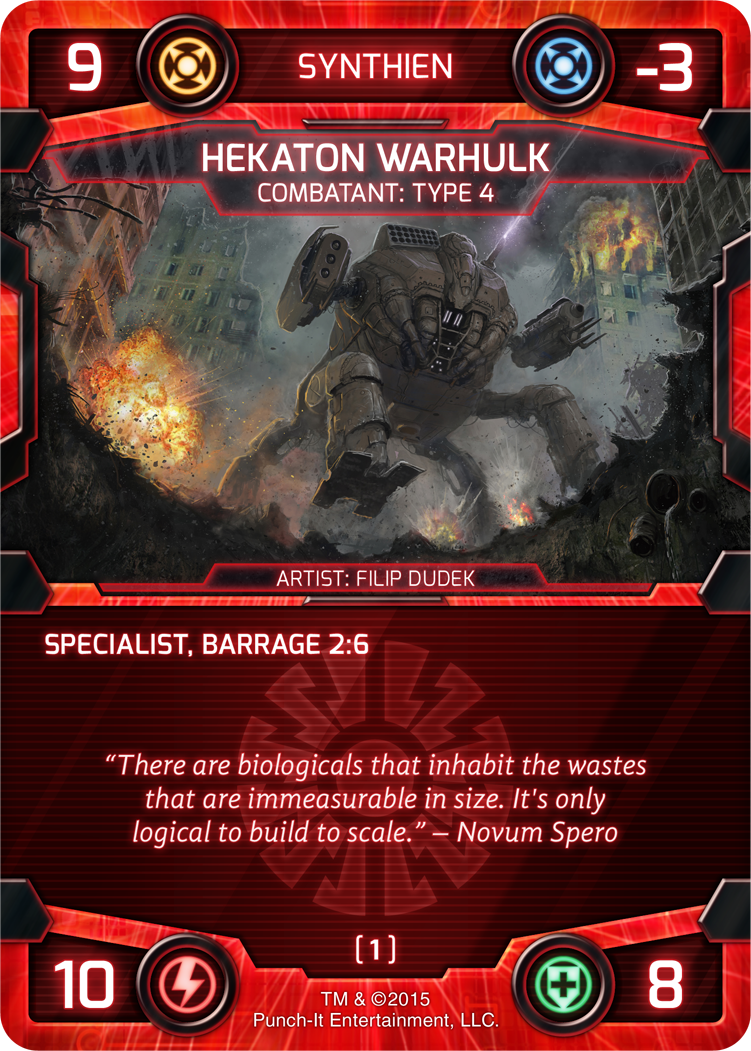 9 SYNTHIEN -3
HEKATON WARHULK
COMBATANT: TYPE 4
ARTIST: FILIP DUDEK
SPECIALIST, BARRAGE 2:6
“There are biologicals that inhabit the wastes
that are immeasurable in size. It's only
logical to build to scale.” – Novum Spero
(1)
10 8
TM & ©2015
Punch-It Entertainment, LLC.